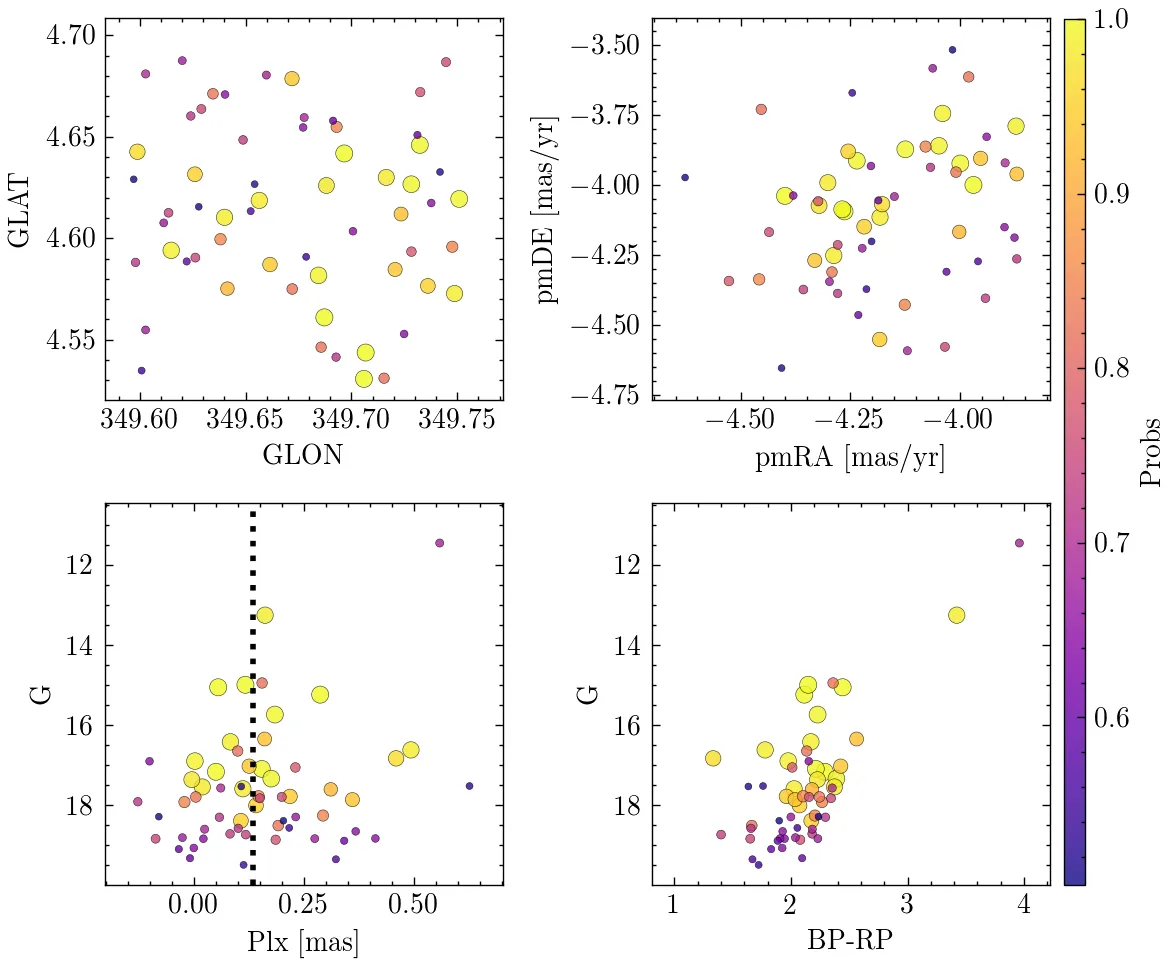 4.70
4.65
4.60
4.55
GLAT
349.60 349.65 349.70 349.75
GLON
−3.50
−3.75
−4.00
−4.25
−4.50
−4.75
pmDE [mas/yr]
−4.50 −4.25 −4.00
pmRA [mas/yr]
1.0
0.9
0.8
0.7
0.6
Probs
12
14
16
18
G
0.00 0.25 0.50
Plx [mas]
12
14
16
18
G
1 2 3 4
BP-RP